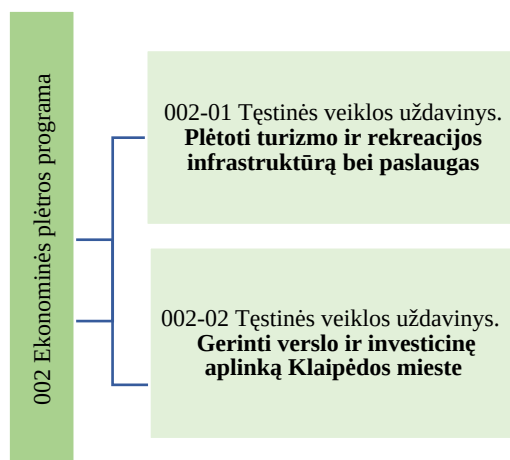 002 Ekonominės plėtros programa
002-01 Tęstinės veiklos uždavinys.
Plėtoti turizmo ir rekreacijos
infrastruktūrą bei paslaugas
002-02 Tęstinės veiklos uždavinys.
Gerinti verslo ir investicinę
aplinką Klaipėdos mieste